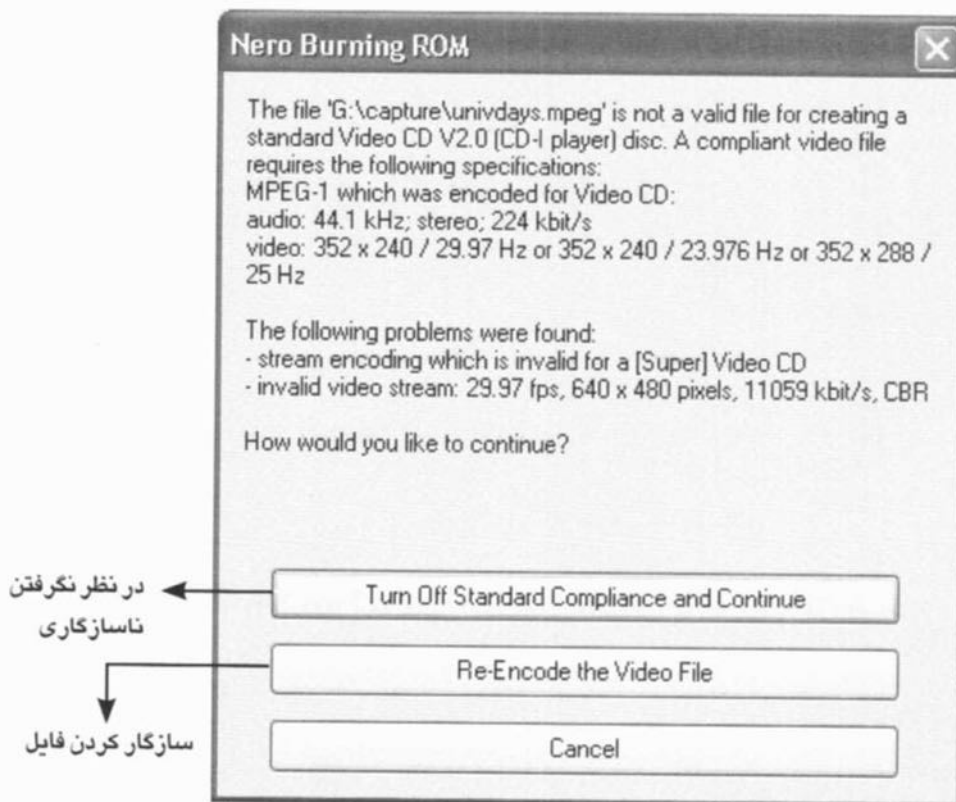 Nero Burning ROM
The file 'G:\capture\univdays.mpeg' is not a valid file for creating a
standard Video CD V2.0 (CD-I player) disc. A compliant video file
requires the following specifications:
MPEG-1 which was encoded for Video CD:
audio: 44.1 kHz; stereo; 224 kbit/s
video: 352 x 240 / 29.97 Hz or 352 x 240 / 23.976 Hz or 352 x 288 /
25 Hz
The following problems were found:
- stream encoding which is invalid for a [Super] Video CD
- invalid video stream: 29.97 fps, 640 x 480 pixels, 11059 kbit/s, CBR
How would you like to continue?
Turn Off Standard Compliance and Continue
در نظر نگرفتن
ناسازگاری
Re-Encode the Video File
سازگار کردن فایل
Cancel